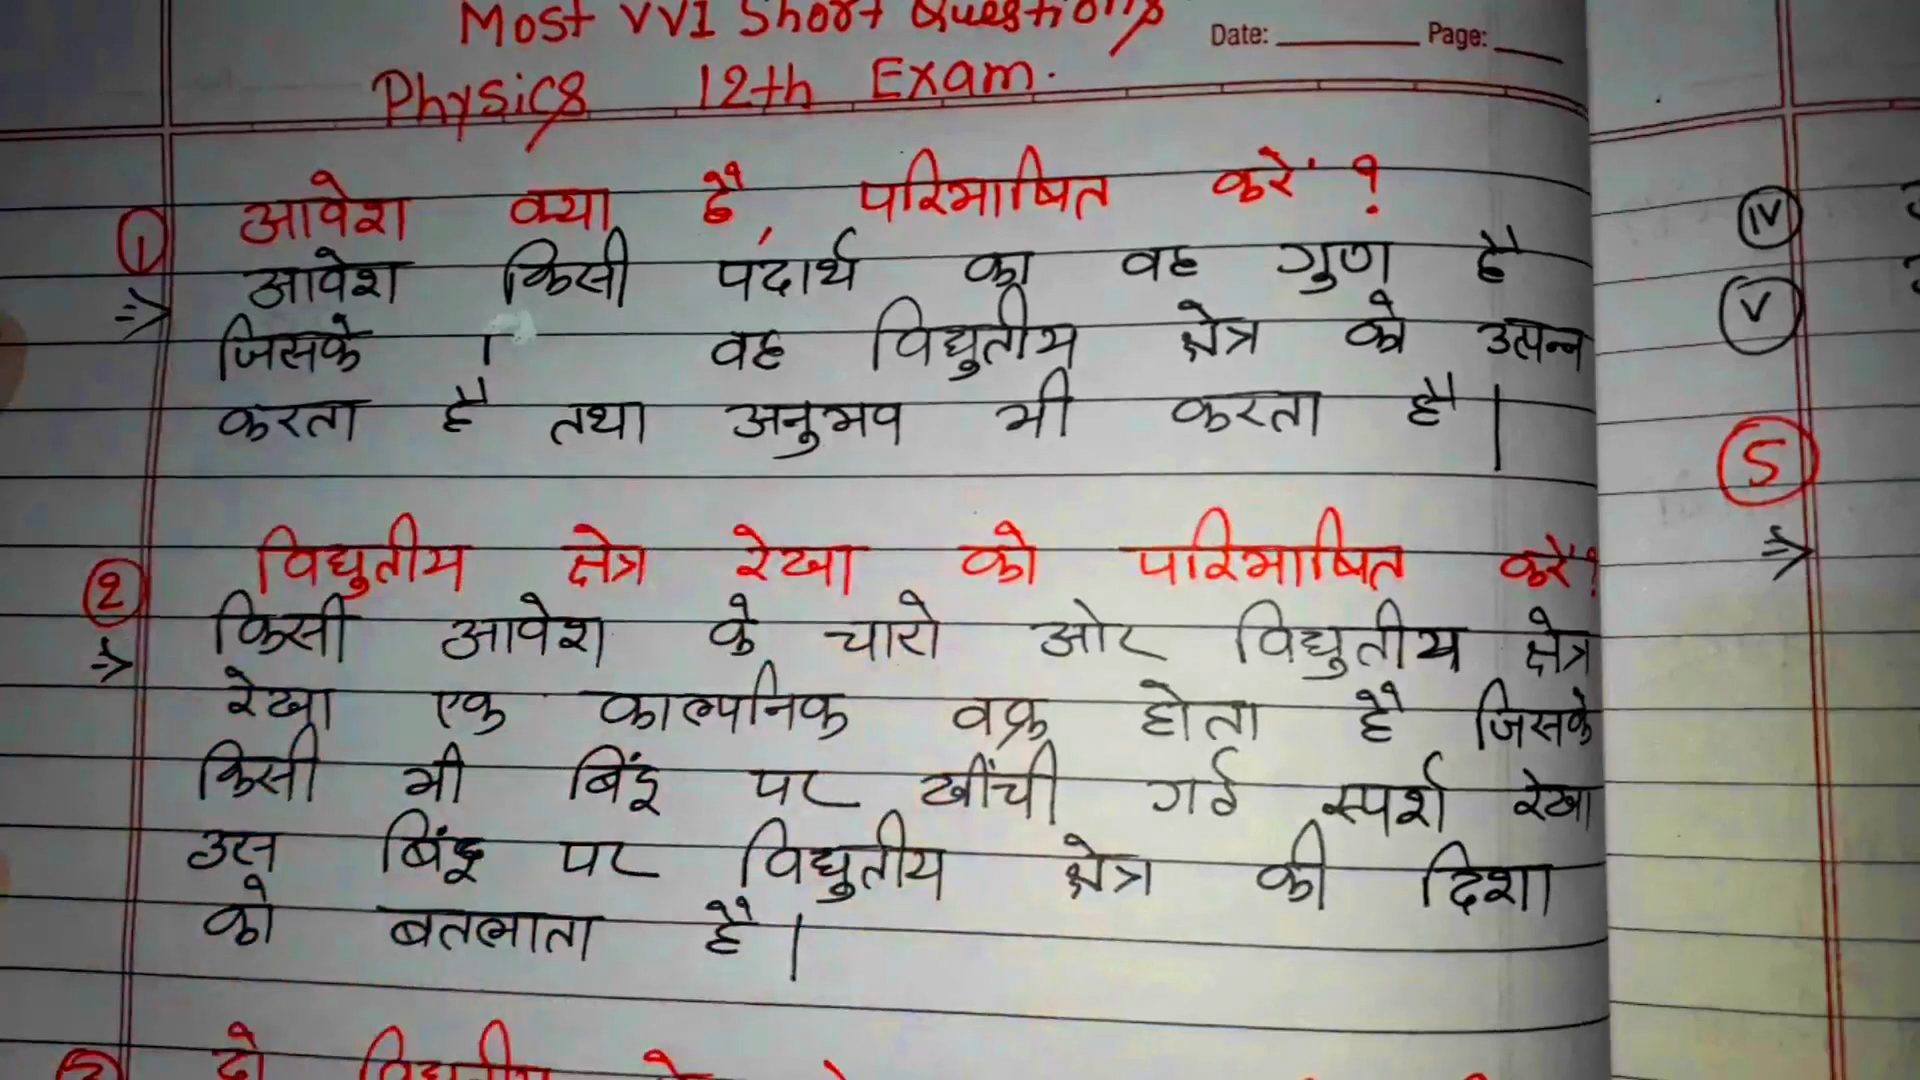 Most VVI Short Questions
Date: Page:
Physics 12th Exam.
① आवेश क्या है, परिभाषित करें ?
⇒ आवेश किसी पदार्थ का वह गुण है
जिसके । वह विद्युतीय क्षेत्र को उत्पन्न
करता है तथा अनुभव भी करता है |
② विद्युतीय क्षेत्र रेखा को परिभाषित करें?
⇒ किसी आवेश के चारो ओर विद्युतीय क्षेत्र
रेखा एक काल्पनिक वक्र होता है जिसके
किसी भी बिंदू पर खींची गई स्पर्श रेखा
उस बिंदू पर विद्युतीय क्षेत्र की दिशा
को बतलाता है |
दो विद्युतीय
IV
V
5
⇒